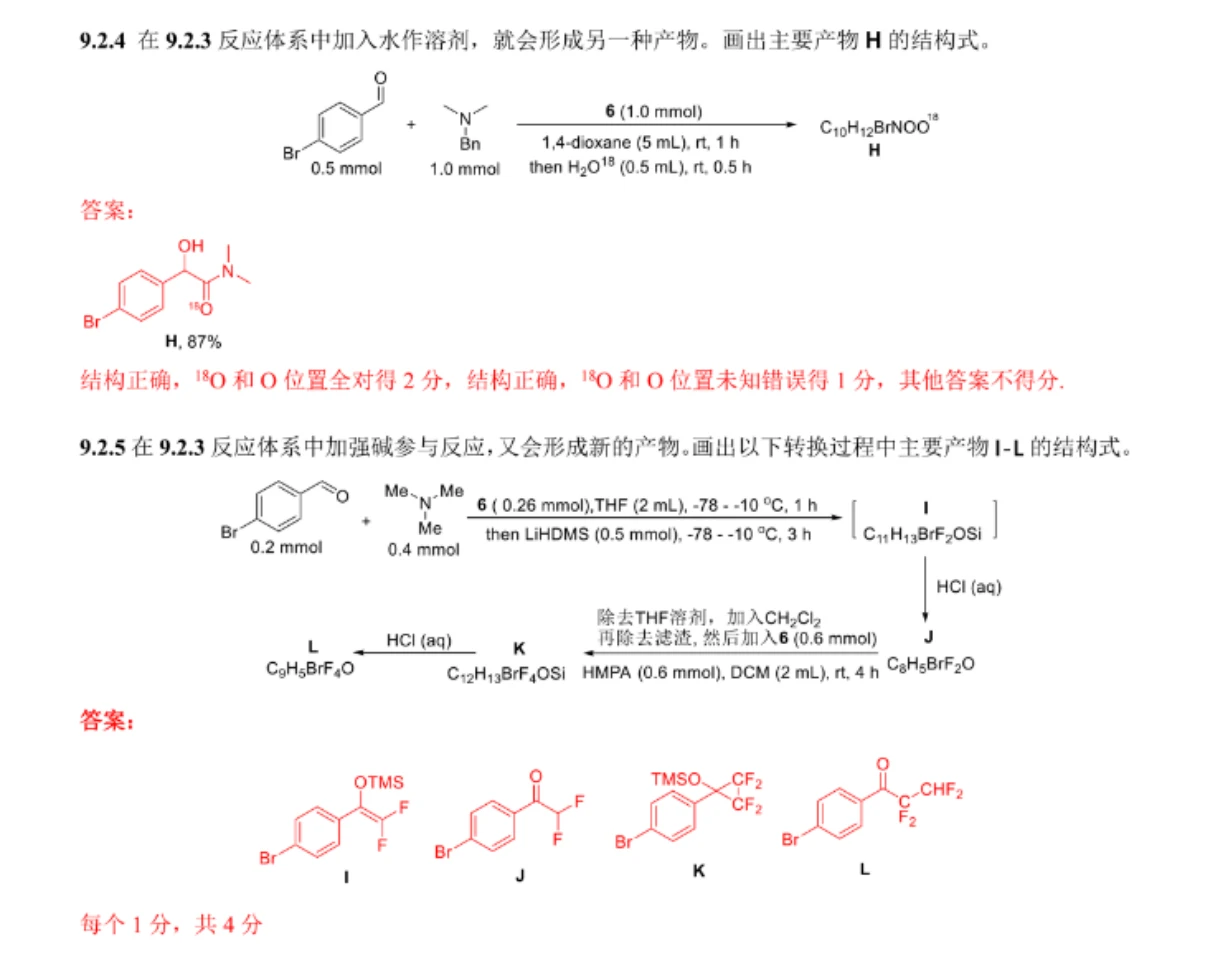 9.2.4 在 9.2.3 反应体系中加入水作溶剂，就会形成另一种产物。画出主要产物 H 的结构式。
O
Br
0.5 mmol
+
N
Bn
1.0 mmol
6 (1.0 mmol)
1,4-dioxane (5 mL), rt, 1 h
then H₂O¹⁸ (0.5 mL), rt, 0.5 h
C₁₀H₁₂BrNOO¹⁸
H
答案：
OH
N
¹⁸O
Br
H, 87%
结构正确，¹⁸O 和 O 位置全对得 2 分，结构正确，¹⁸O 和 O 位置未知错误得 1 分，其他答案不得分.
9.2.5 在 9.2.3 反应体系中加强碱参与反应，又会形成新的产物。画出以下转换过程中主要产物 I-L 的结构式。
O
Br
0.2 mmol
+
Me N Me
Me
0.4 mmol
6 ( 0.26 mmol),THF (2 mL), -78 - -10 ºC, 1 h
then LiHDMS (0.5 mmol), -78 - -10 ºC, 3 h
I
C₁₁H₁₃BrF₂OSi
HCl (aq)
J
C₈H₅BrF₂O
除去THF溶剂，加入CH₂Cl₂
再除去滤渣, 然后加入6 (0.6 mmol)
HMPA (0.6 mmol), DCM (2 mL), rt, 4 h
K
C₁₂H₁₃BrF₄OSi
HCl (aq)
L
C₉H₅BrF₄O
答案：
OTMS
F
F
Br
I
O
F
F
Br
J
TMSO
CF₂
CF₂
Br
K
O
CHF₂
C
F₂
Br
L
每个 1 分，共 4 分